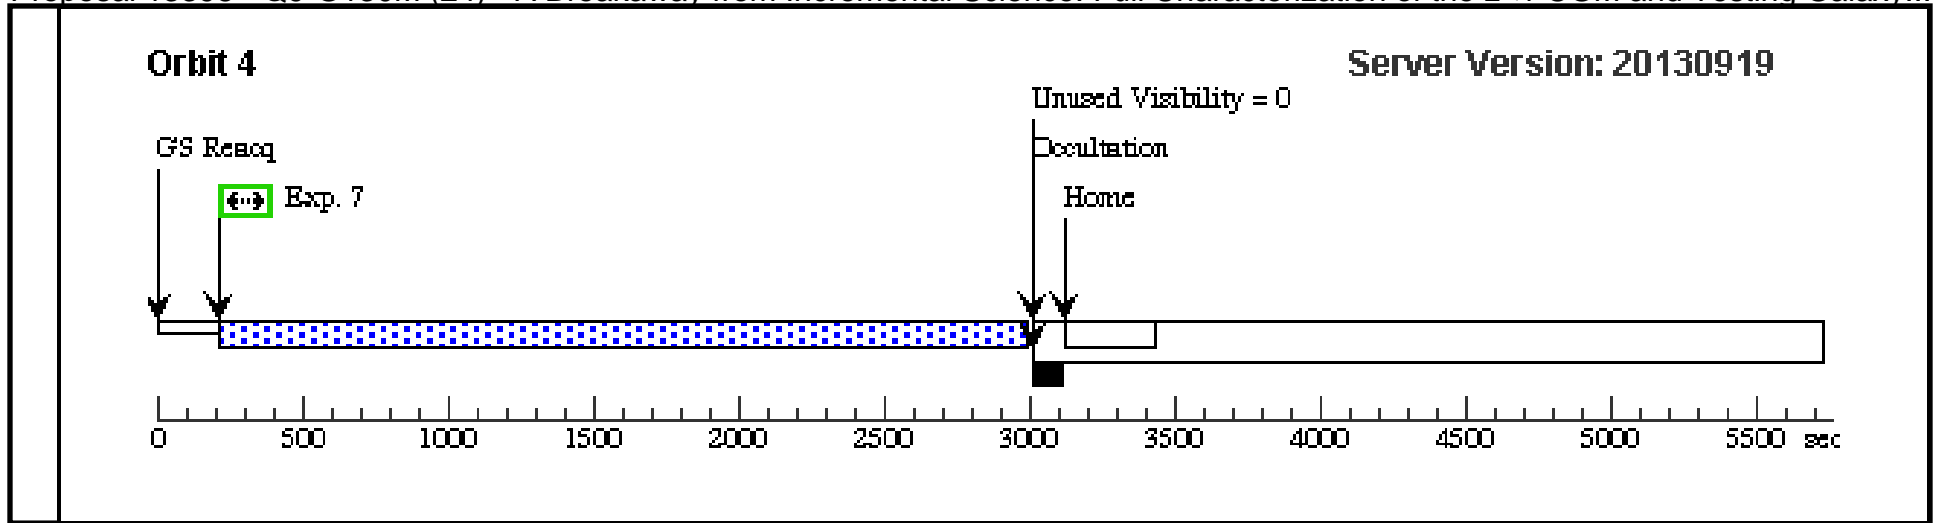 Orbit 4
Server Version: 20130919
Unused Visibility = 0
GS Reacq
Occultation
Exp. 7
Home
0 500 1000 1500 2000 2500 3000 3500 4000 4500 5000 5500 sec